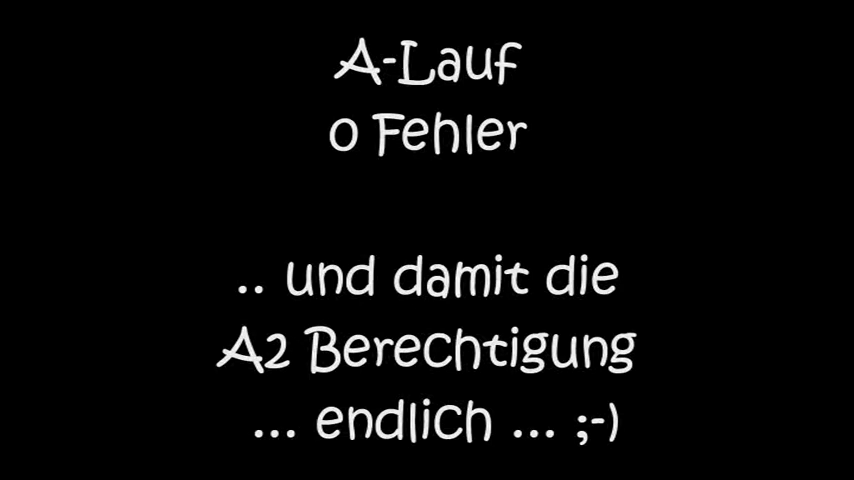 A-Lauf
0 Fehler
.. und damit die
A2 Berechtigung
... endlich ... ;-)